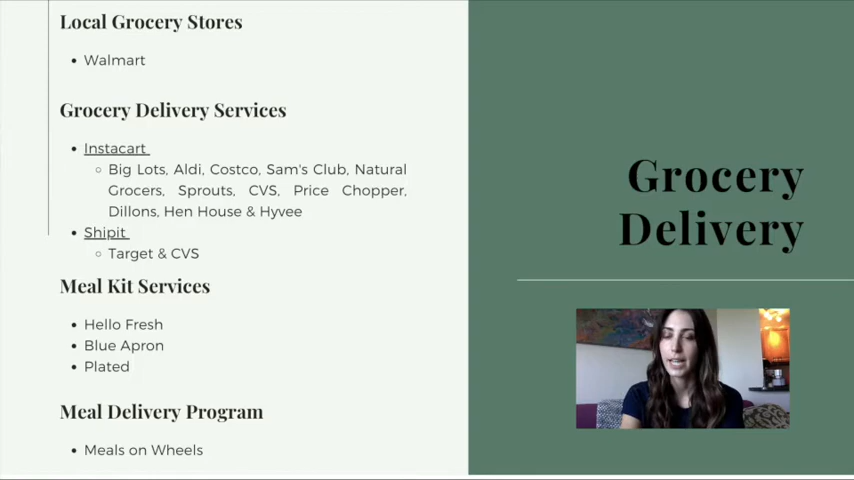 Local Grocery Stores
• Walmart
Grocery Delivery Services
• Instacart
◦ Big Lots, Aldi, Costco, Sam's Club, Natural
Grocers, Sprouts, CVS, Price Chopper,
Dillons, Hen House & Hyvee
• Shipit
◦ Target & CVS
Meal Kit Services
• Hello Fresh
• Blue Apron
• Plated
Meal Delivery Program
• Meals on Wheels
Grocery
Delivery